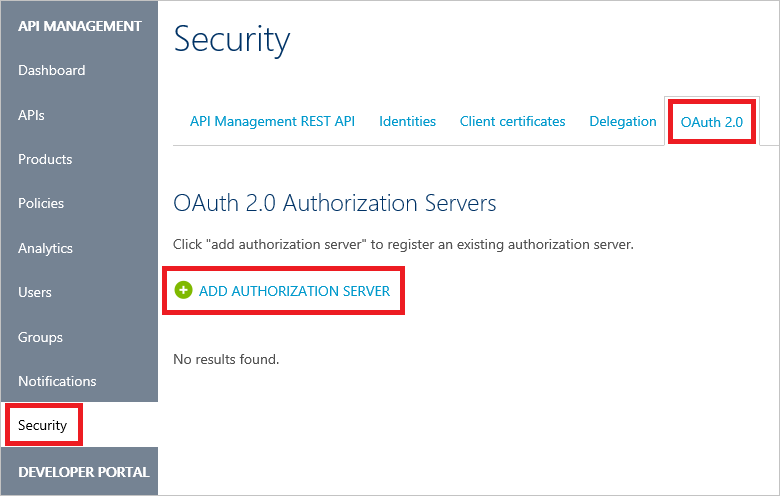 API MANAGEMENT
Dashboard
APIs
Products
Policies
Analytics
Users
Groups
Notifications
Security
DEVELOPER PORTAL
Security
API Management REST API Identities Client certificates Delegation OAuth 2.0
OAuth 2.0 Authorization Servers
Click "add authorization server" to register an existing authorization server.
ADD AUTHORIZATION SERVER
No results found.